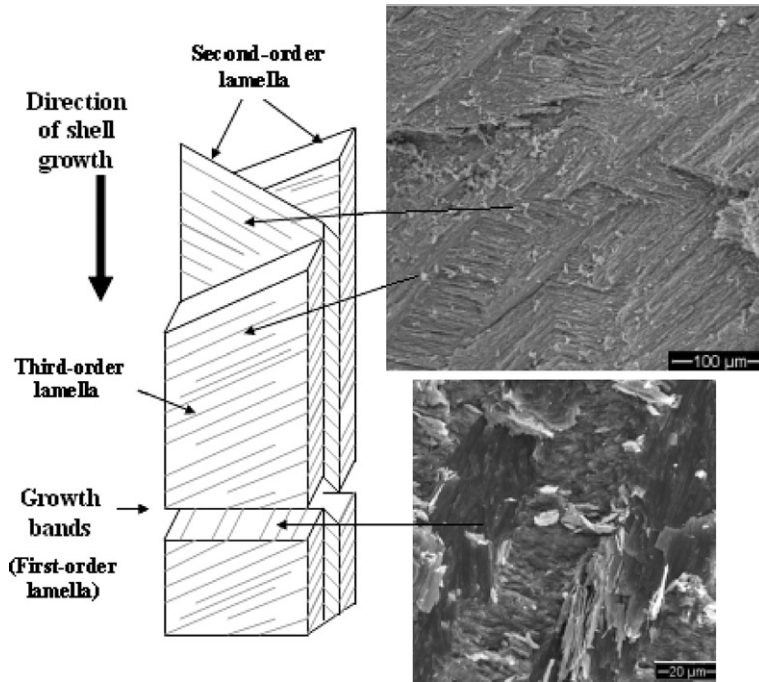 Second-order
lamella
Direction
of shell
growth
100 µm
Third-order
lamella
Growth
bands
(First-order
lamella)
20 µm